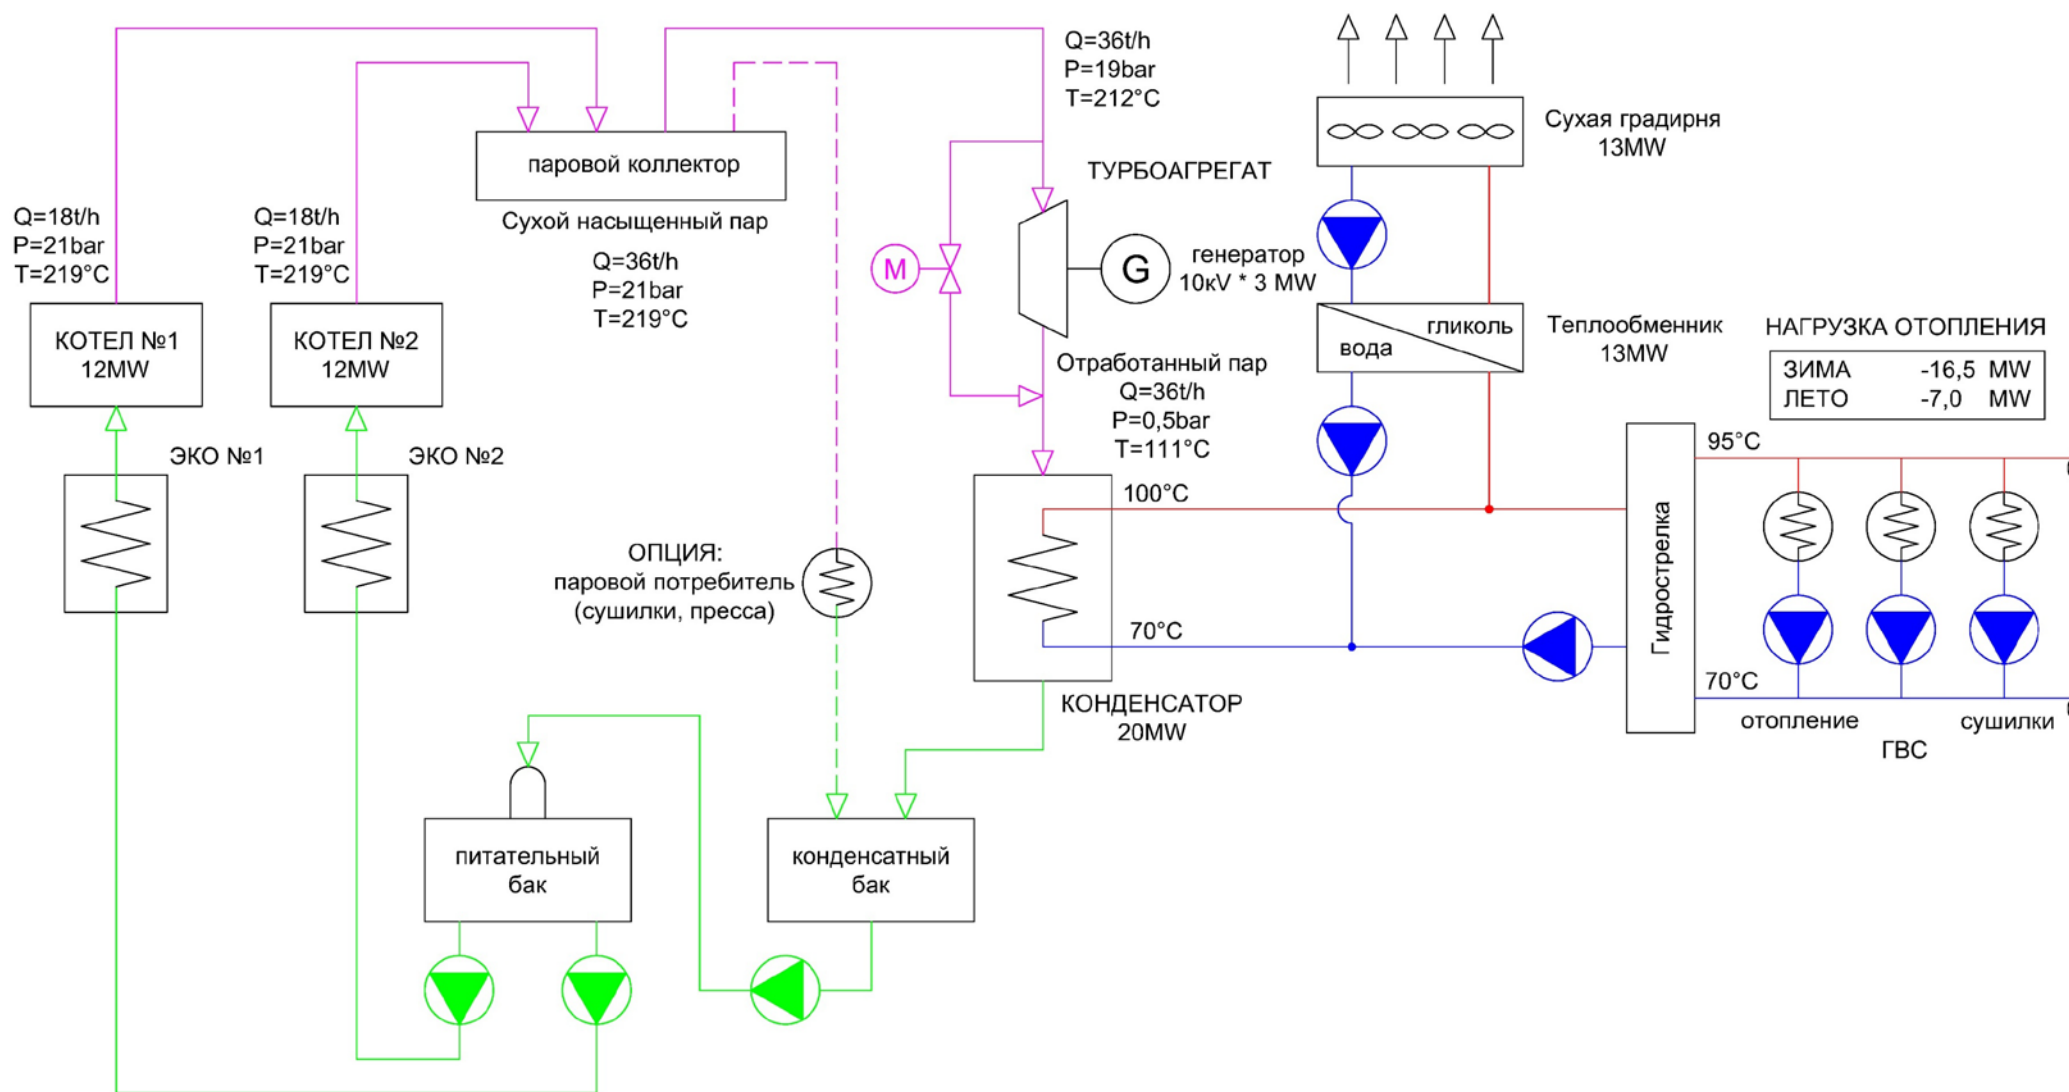 Q=36t/h
P=19bar
T=212°C
Сухая градирня
13MW
паровой коллектор
ТУРБОАГРЕГАТ
Q=18t/h
P=21bar
T=219°C
Q=18t/h
P=21bar
T=219°C
Сухой насыщенный пар
Q=36t/h
P=21bar
T=219°C
M
G
генератор
10кV * 3 MW
КОТЕЛ №1
12MW
КОТЕЛ №2
12MW
гликоль
вода
Теплообменник
13MW
НАГРУЗКА ОТОПЛЕНИЯ
ЗИМА -16,5 MW
ЛЕТО -7,0 MW
Отработанный пар
Q=36t/h
P=0,5bar
T=111°C
ЭКО №1
ЭКО №2
95°C
100°C
ОПЦИЯ:
паровой потребитель
(сушилки, пресса)
Гидрострелка
70°C
70°C
КОНДЕНСАТОР
20MW
отопление
ГВС
сушилки
питательный
бак
конденсатный
бак